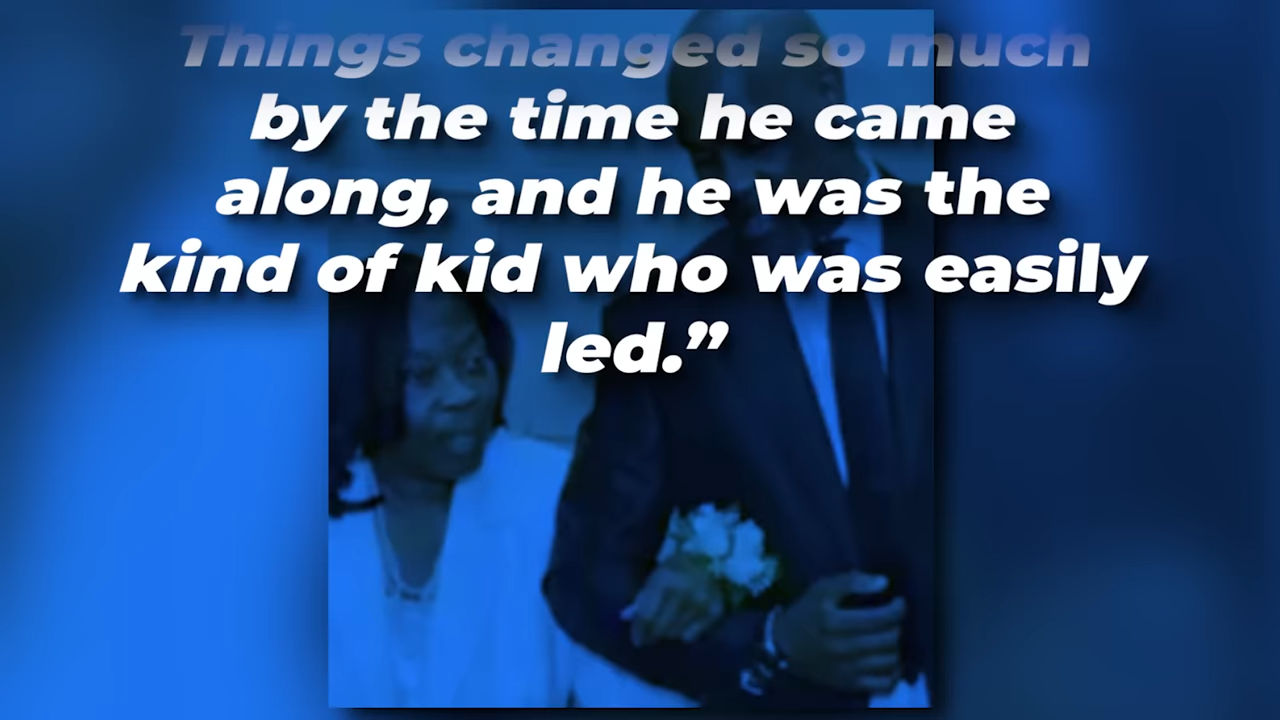 Things changed so much
by the time he came
along, and he was the
kind of kid who was easily
led.”